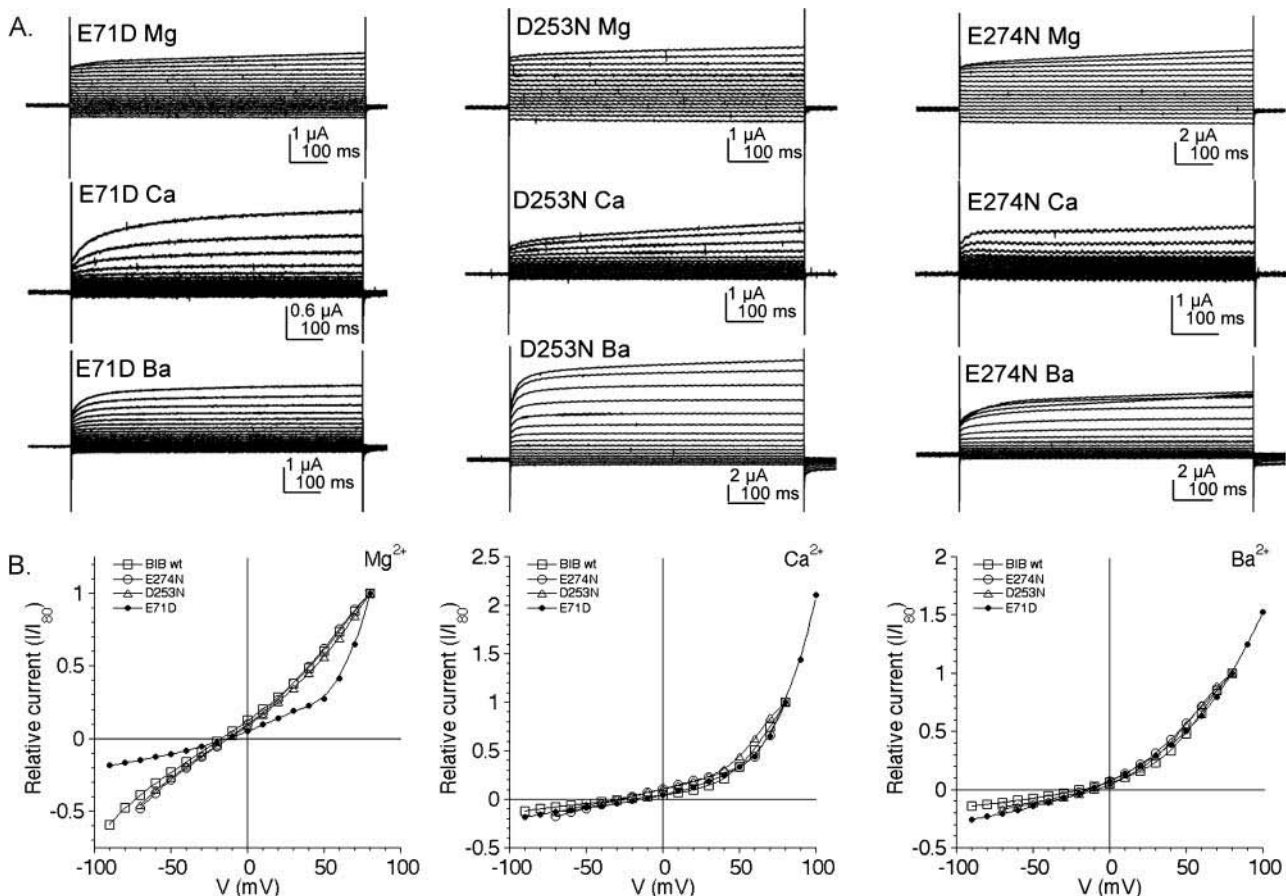 A.
E71D Mg
1 µA
100 ms
D253N Mg
1 µA
100 ms
E274N Mg
2 µA
100 ms
E71D Ca
0.6 µA
100 ms
D253N Ca
1 µA
100 ms
E274N Ca
1 µA
100 ms
E71D Ba
1 µA
100 ms
D253N Ba
2 µA
100 ms
E274N Ba
2 µA
100 ms
B.
Relative current (I/I80)
BIB wt
E274N
D253N
E71D
Mg2+
1
0.5
0
-0.5
-100 -50 0 50 100
V (mV)
Relative current (I/I80)
BIB wt
E274N
D253N
E71D
Ca2+
2.5
2
1.5
1
0.5
0
0.5
-100 -50 0 50 100
V (mV)
Relative current (I/I80)
BIB wt
E274N
D253N
E71D
Ba2+
2
1.5
1
0.5
0
-0.5
-100 -50 0 50 100
V (mV)